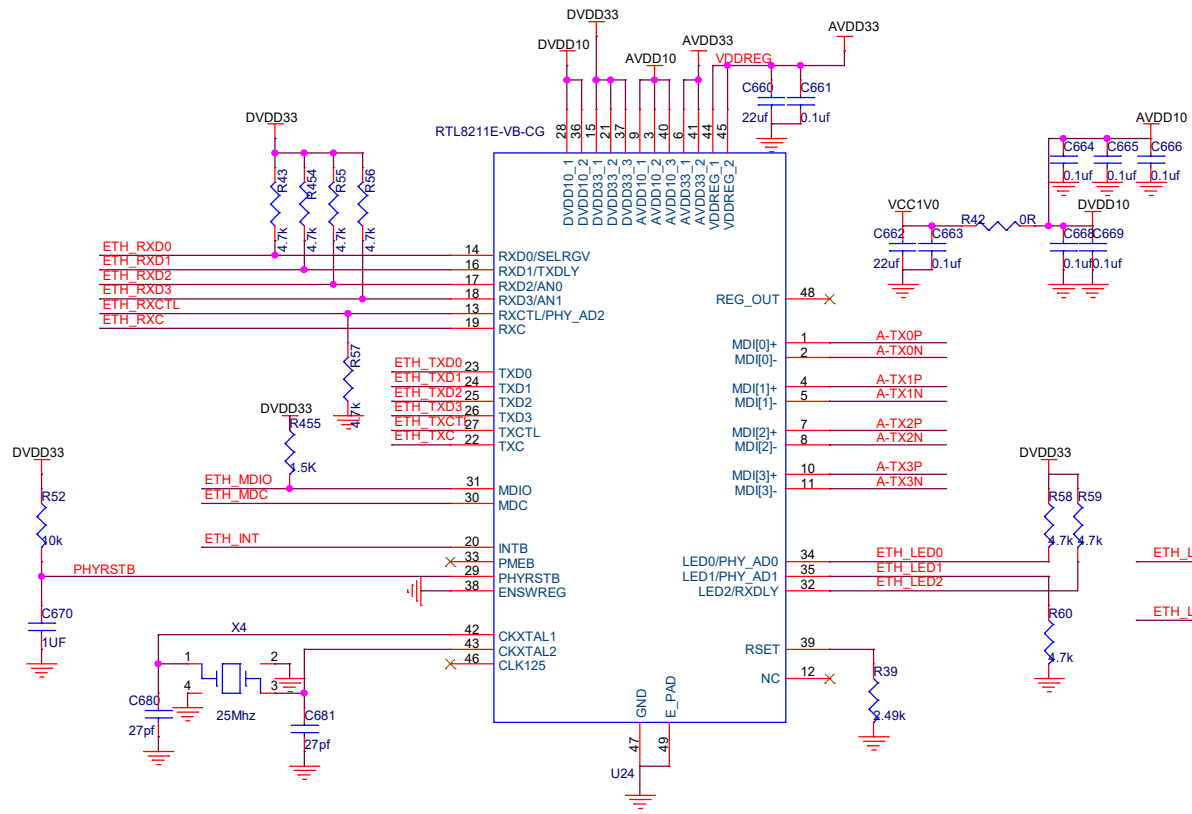 DVDD33
AVDD33
DVDD10
AVDD33
AVDD10
VDDREG
C660
C661
22uf
0.1uf
AVDD10
DVDD33
RTL8211E-VB-CG
28
36
15
21
37
9
3
40
6
41
44
45
C664
C665
C666
0.1uf
0.1uf
0.1uf
DVDD10_1
DVDD10_2
DVDD33_1
DVDD33_2
DVDD33_3
AVDD10_1
AVDD10_2
AVDD10_3
AVDD33_1
AVDD33_2
VDDREG_1
VDDREG_2
R43
R454
R55
R56
4.7k
4.7k
4.7k
4.7k
VCC1V0
R42
0R
DVDD10
C662
C663
C668
C669
22uf
0.1uf
0.1uf
0.1uf
ETH_RXD0
14
RXD0/SELRGV
ETH_RXD1
16
RXD1/TXDLY
ETH_RXD2
17
RXD2/AN0
ETH_RXD3
18
RXD3/AN1
ETH_RXCTL
13
RXCTL/PHY_AD2
ETH_RXC
19
RXC
REG_OUT
48
MDI[0]+
1
A-TX0P
MDI[0]-
2
A-TX0N
R57
4.7k
ETH_TXD0
23
TXD0
ETH_TXD1
24
TXD1
ETH_TXD2
25
TXD2
ETH_TXD3
26
TXD3
ETH_TXCTL
27
TXCTL
ETH_TXC
22
TXC
MDI[1]+
4
A-TX1P
MDI[1]-
5
A-TX1N
MDI[2]+
7
A-TX2P
MDI[2]-
8
A-TX2N
MDI[3]+
10
A-TX3P
MDI[3]-
11
A-TX3N
DVDD33
R455
1.5K
DVDD33
R52
10k
ETH_MDIO
31
MDIO
ETH_MDC
30
MDC
ETH_INT
20
INTB
33
PMEB
PHYRSTB
29
PHYRSTB
38
ENSWREG
C670
1UF
DVDD33
R58
R59
4.7k
4.7k
LED0/PHY_AD0
34
ETH_LED0
LED1/PHY_AD1
35
ETH_LED1
LED2/RXDLY
32
ETH_LED2
ETH_L
ETH_L
R60
4.7k
X4
42
CKXTAL1
43
CKXTAL2
46
CLK125
1
2
4
3
25Mhz
C680
27pf
C681
27pf
RSET
39
NC
12
R39
2.49k
GND
E_PAD
47
49
U24